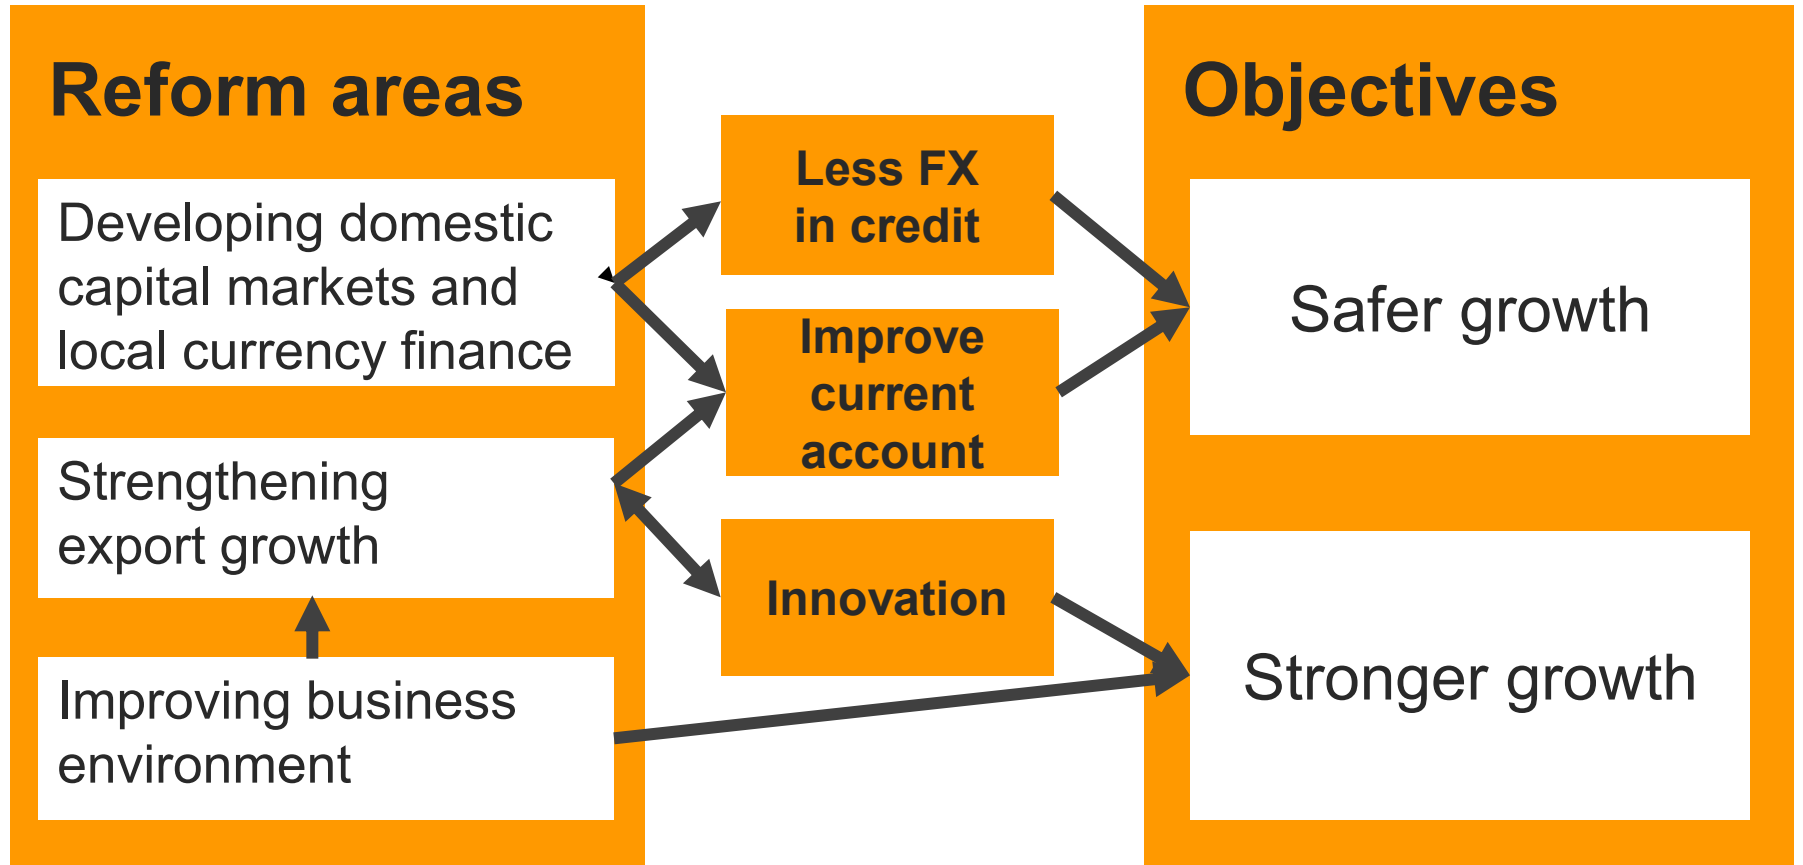 Reform areas
Developing domestic
capital markets and
local currency finance
Strengthening
export growth
Improving business
environment
Less FX
in credit
Improve
current
account
Innovation
Objectives
Safer growth
Stronger growth